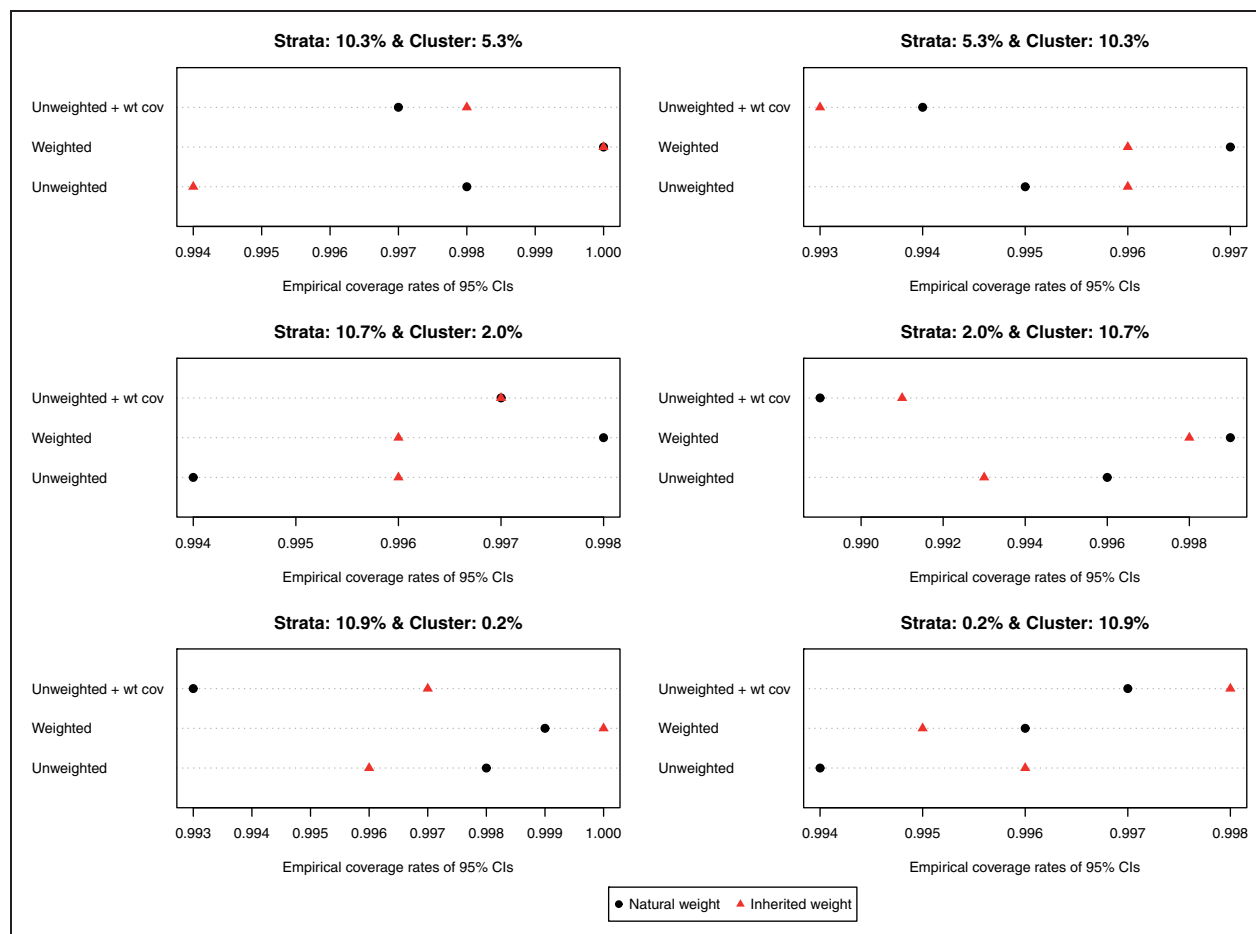 Strata: 10.3% & Cluster: 5.3%
Unweighted + wt cov
Weighted
Unweighted
0.994 0.995 0.996 0.997 0.998 0.999 1.000
Empirical coverage rates of 95% CIs
Strata: 5.3% & Cluster: 10.3%
Unweighted + wt cov
Weighted
Unweighted
0.993 0.994 0.995 0.996 0.997
Empirical coverage rates of 95% CIs
Strata: 10.7% & Cluster: 2.0%
Unweighted + wt cov
Weighted
Unweighted
0.994 0.995 0.996 0.997 0.998
Empirical coverage rates of 95% CIs
Strata: 2.0% & Cluster: 10.7%
Unweighted + wt cov
Weighted
Unweighted
0.990 0.992 0.994 0.996 0.998
Empirical coverage rates of 95% CIs
Strata: 10.9% & Cluster: 0.2%
Unweighted + wt cov
Weighted
Unweighted
0.993 0.994 0.995 0.996 0.997 0.998 0.999 1.000
Empirical coverage rates of 95% CIs
Strata: 0.2% & Cluster: 10.9%
Unweighted + wt cov
Weighted
Unweighted
0.994 0.995 0.996 0.997 0.998
Empirical coverage rates of 95% CIs
Natural weight Inherited weight